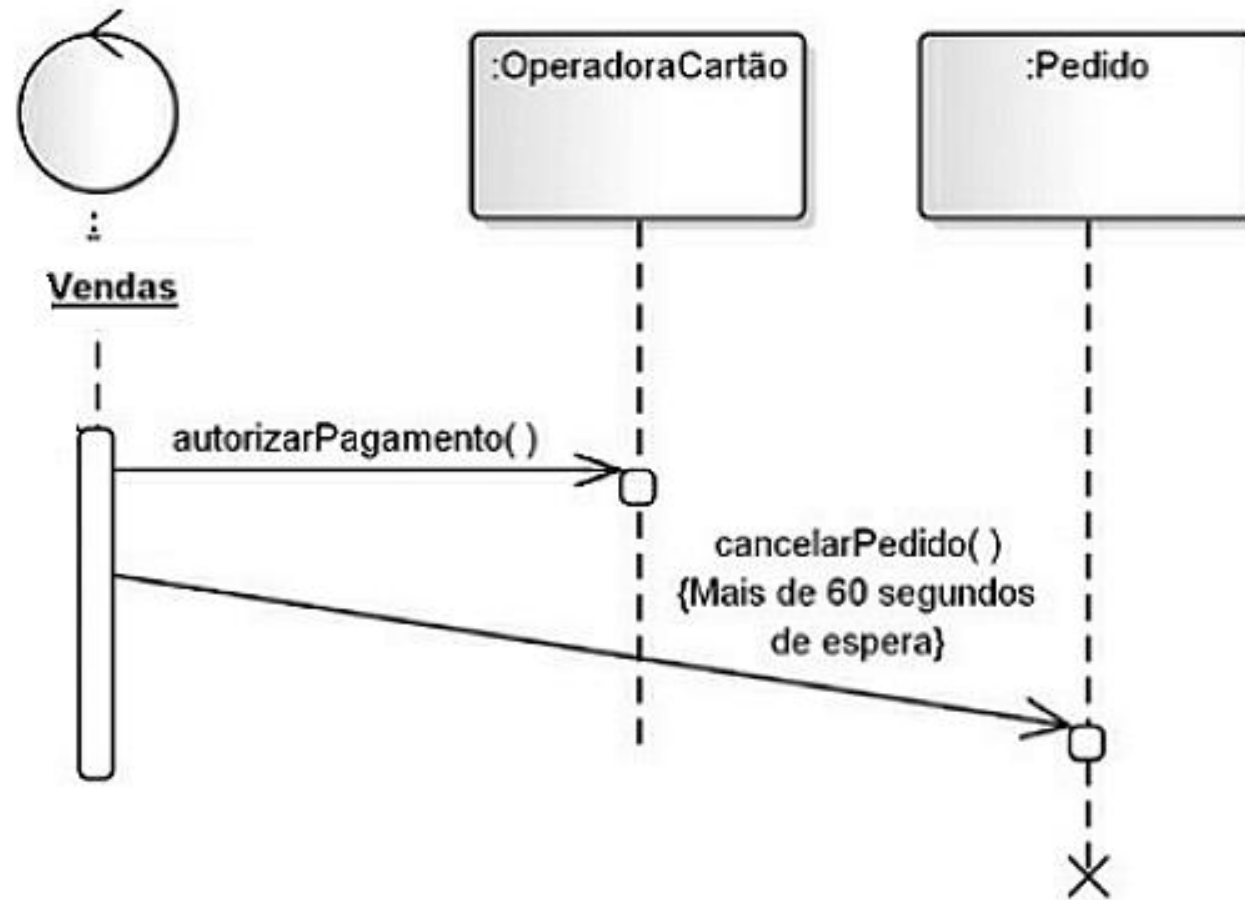 :OperadoraCartão
:Pedido
:
Vendas
autorizarPagamento( )
cancelarPedido( )
{Mais de 60 segundos
de espera}